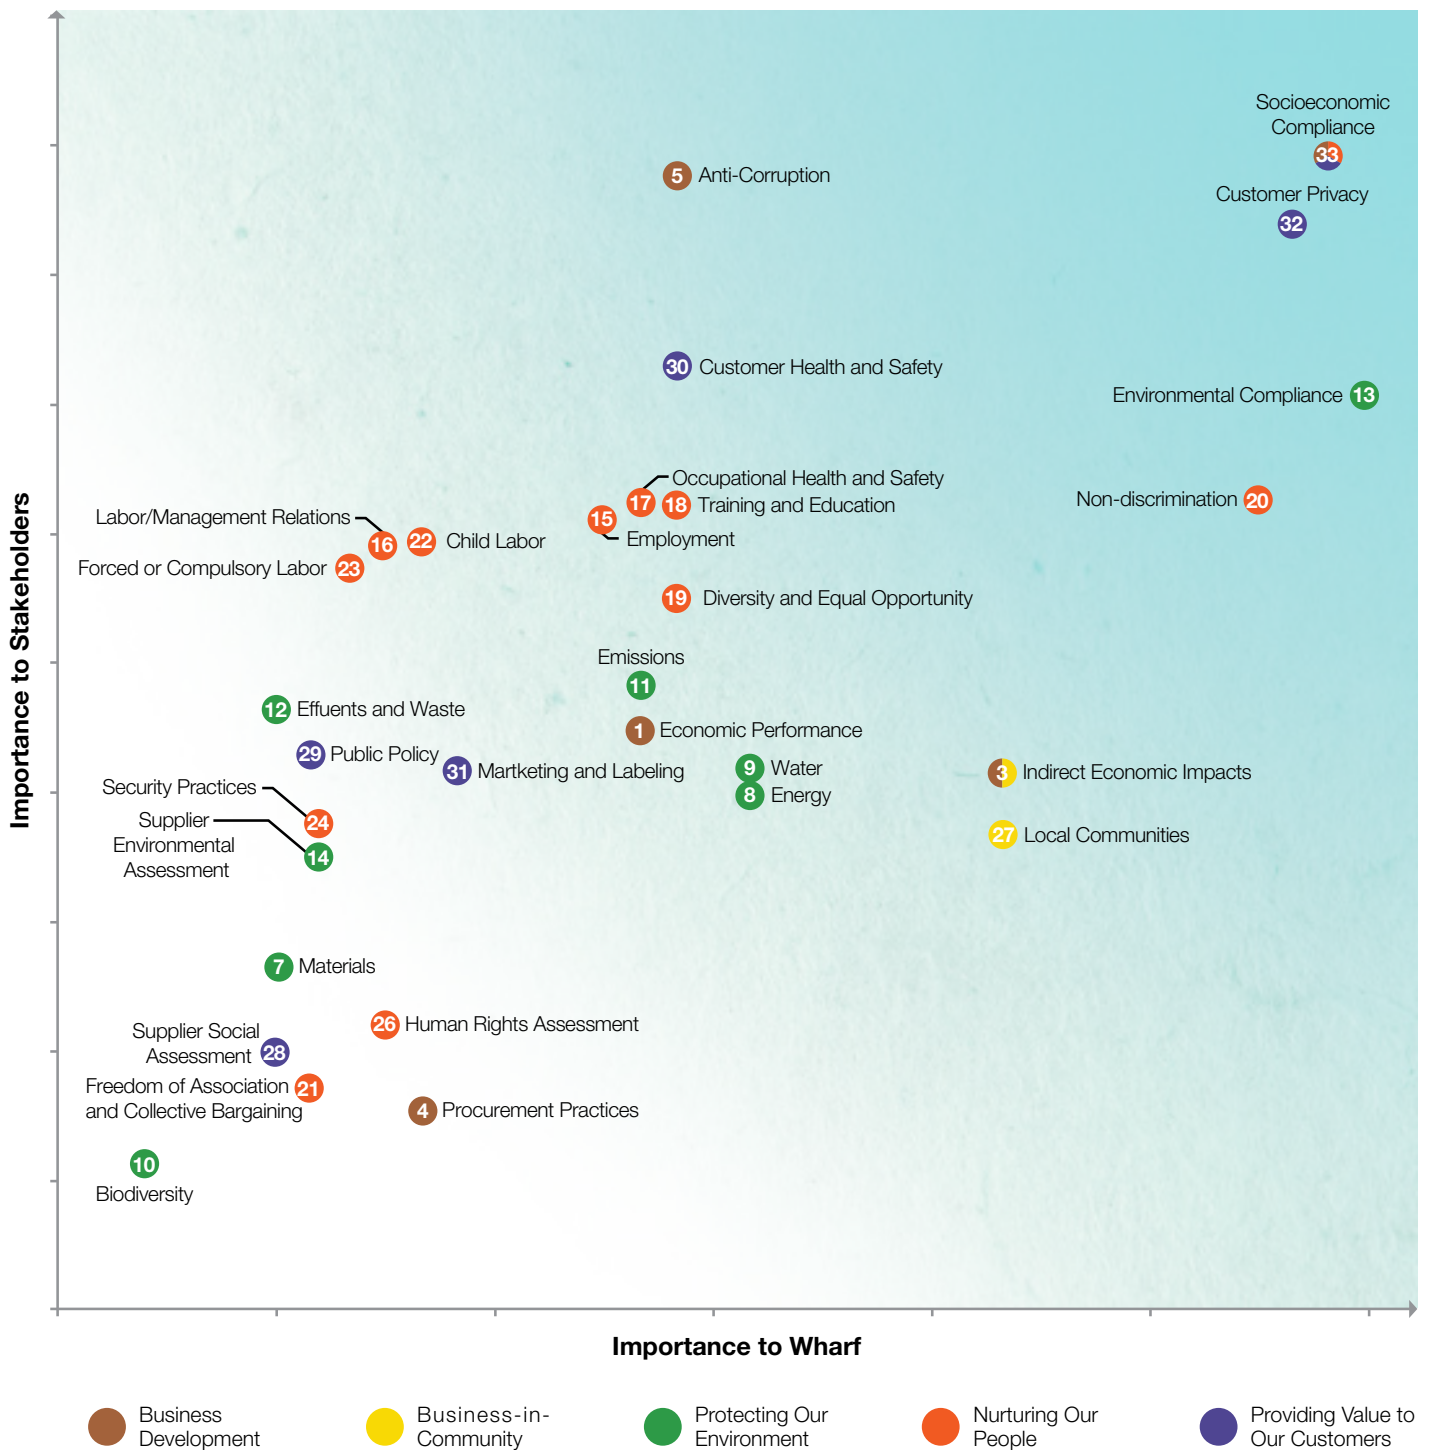 Socioeconomic
Compliance
33
5 Anti-Corruption
Customer Privacy
32
30 Customer Health and Safety
Environmental Compliance 13
Occupational Health and Safety
17
18 Training and Education
Non-discrimination 20
15
Employment
Labor/Management Relations
16
22 Child Labor
Forced or Compulsory Labor 23
19 Diversity and Equal Opportunity
Emissions
11
12 Effuents and Waste
1 Economic Performance
29 Public Policy
31 Martketing and Labeling
9 Water
8 Energy
3 Indirect Economic Impacts
Security Practices
24
Supplier
Environmental
Assessment
14
27 Local Communities
7 Materials
26 Human Rights Assessment
Supplier Social
Assessment 28
Freedom of Association
and Collective Bargaining
21
4 Procurement Practices
10
Biodiversity
Importance to Stakeholders
Importance to Wharf
Business
Development
Business-in-
Community
Protecting Our
Environment
Nurturing Our
People
Providing Value to
Our Customers